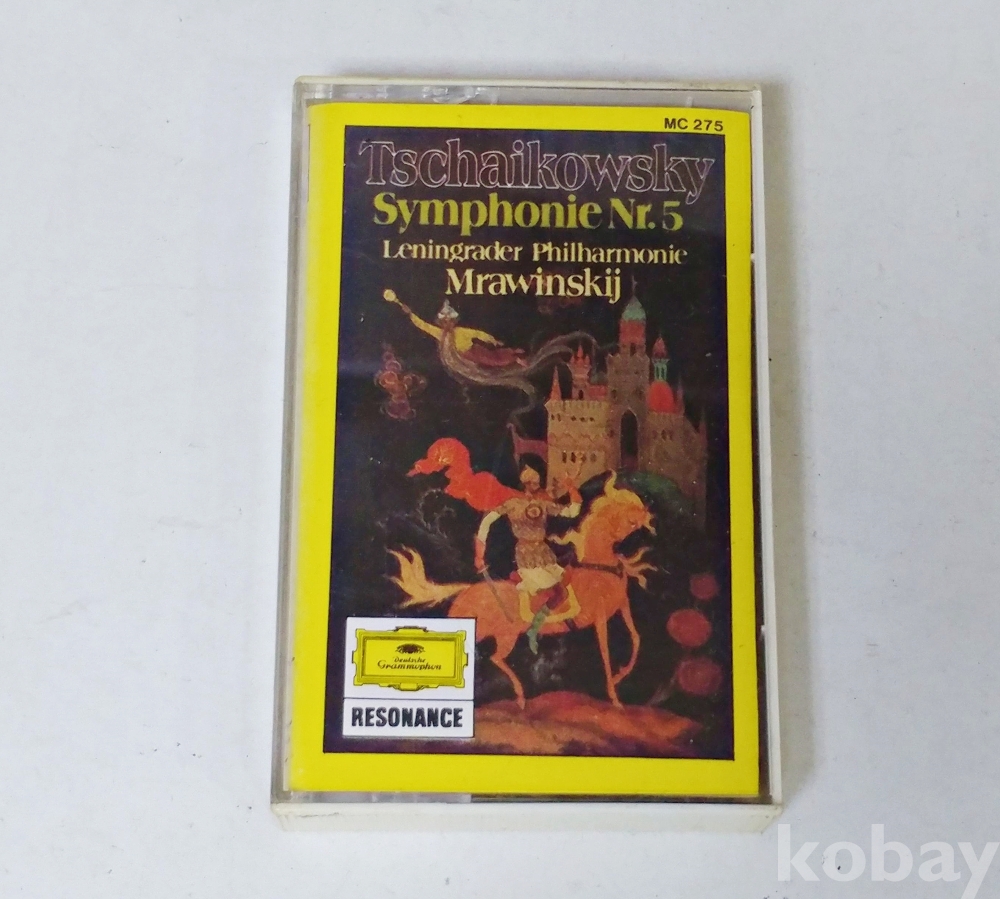 MC 275
Tschaikowsky
Symphonie Nr. 5
Leningrader Philharmonie
Mrawinskij
Deutsche
Grammophon
RESONANCE
kobay